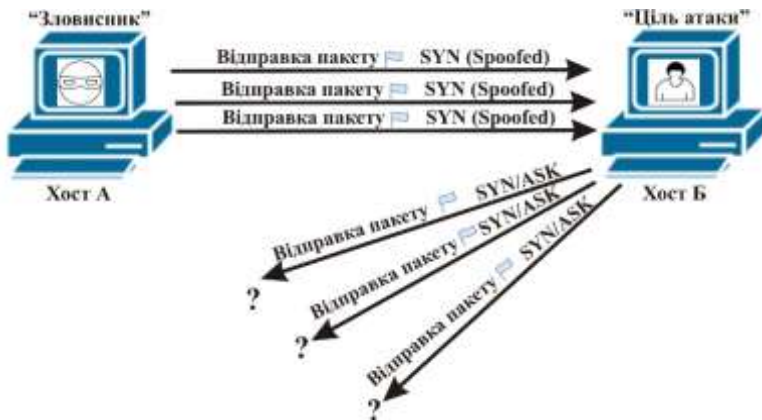 “Зловисник”
“Ціль атаки”
Відправка пакету SYN (Spoofed)
Відправка пакету SYN (Spoofed)
Відправка пакету SYN (Spoofed)
Хост А
Хост Б
Відправка пакету SYN/ASK
Відправка пакету SYN/ASK
Відправка пакету SYN/ASK
?
?
?